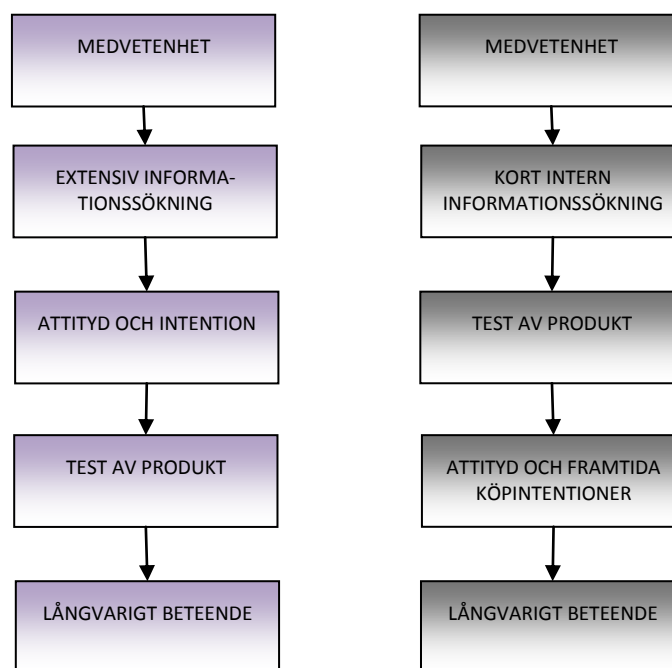 MEDVETENHET
EXTENSIV INFORMA-
TIONSSÖKNING
ATTITYD OCH INTENTION
TEST AV PRODUKT
LÅNGVARIGT BETEENDE
MEDVETENHET
KORT INTERN
INFORMATIONSSÖKNING
TEST AV PRODUKT
ATTITYD OCH FRAMTIDA
KÖPINTENTIONER
LÅNGVARIGT BETEENDE